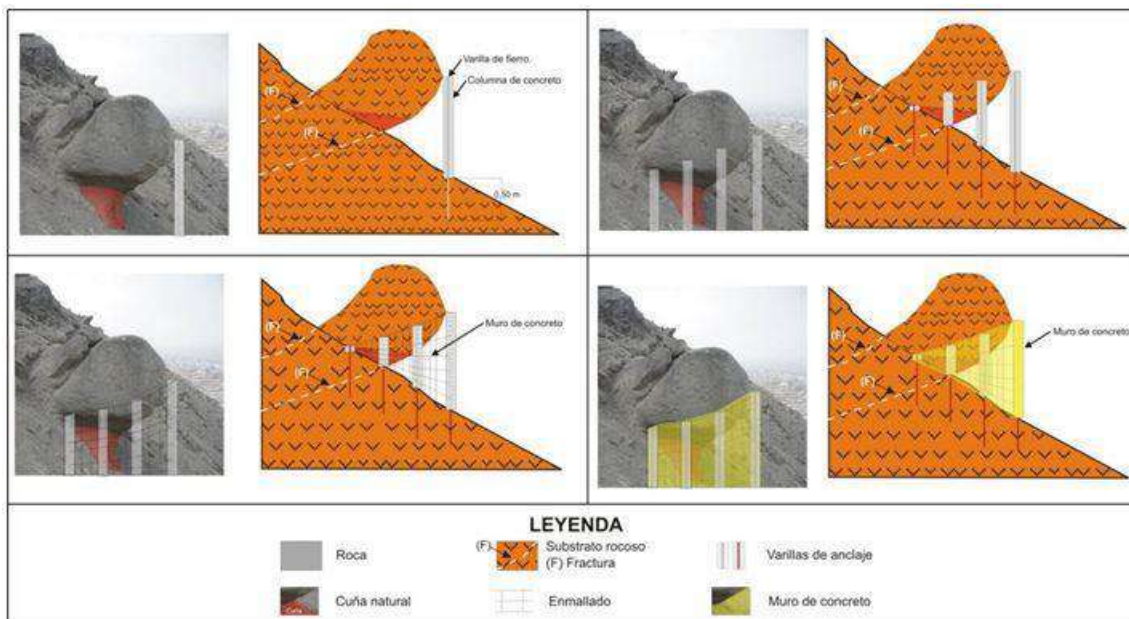 (F)
(F)
Varilla de fierro.
Columna de concreto
0.50 m
(F)
(F)
(F)
(F)
Muro de concreto
(F)
(F)
Muro de concreto
LEYENDA
Roca
(F)
Substrato rocoso
(F) Fractura
Varillas de anclaje
Cuña
Cuña natural
Enmallado
Muro de concreto